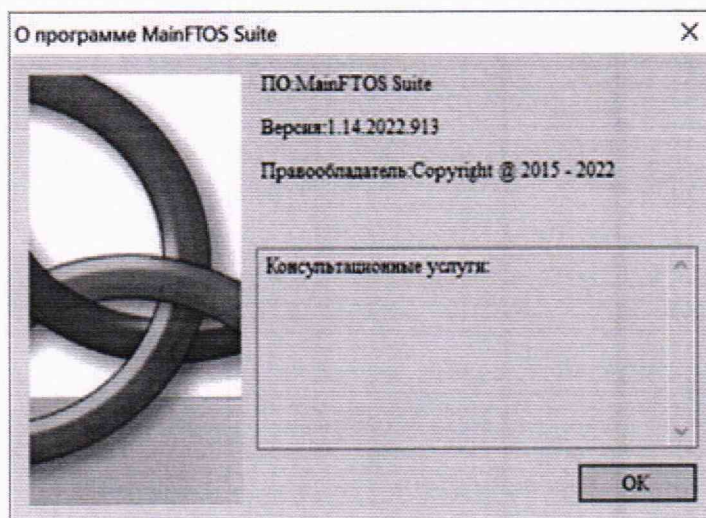 О программе MainFTOS Suite
ПО:MainFTOS Suite
Версия:1.14.2022.913
Правообладатель:Copyright @ 2015 - 2022
Консультационные услуги:
OK